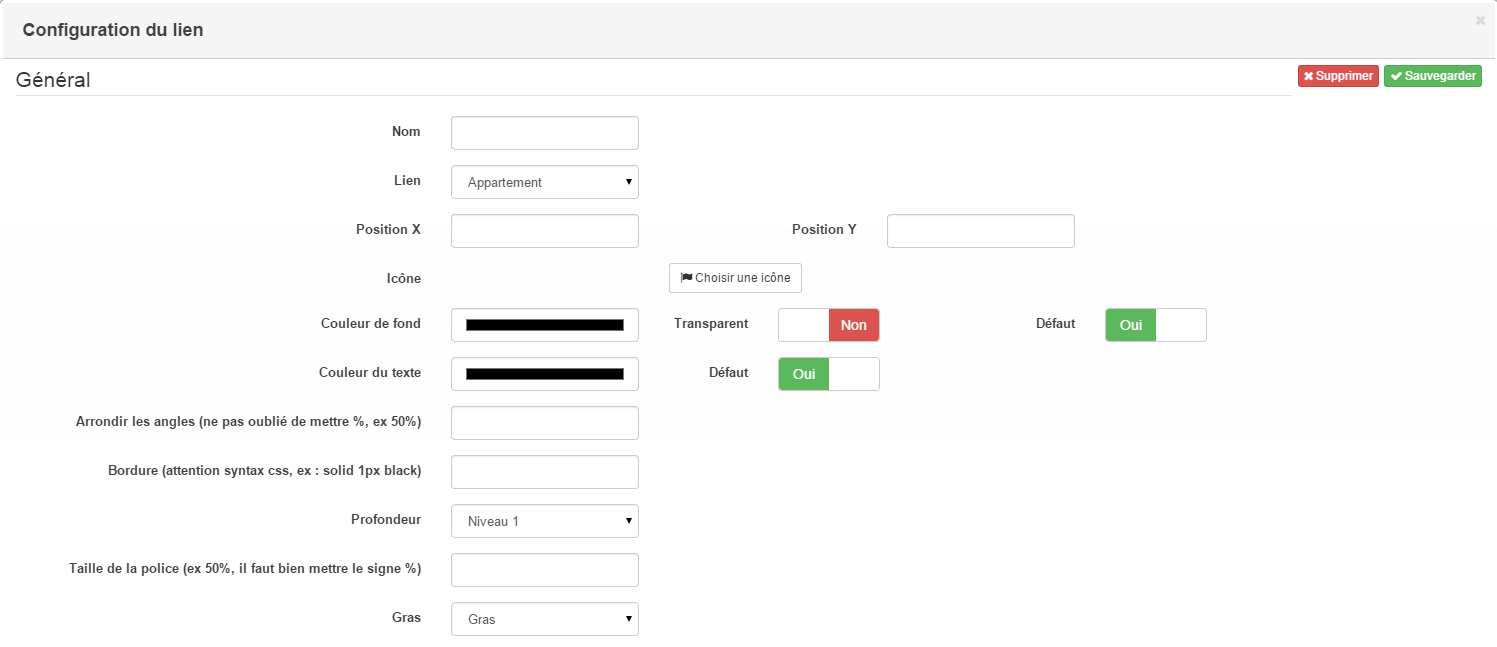 Configuration du lien
Général
Supprimer Sauvegarder
Nom
Lien Appartement
Position X Position Y
Icône Choisir une icône
Couleur de fond Transparent Non Défaut Oui
Couleur du texte Défaut Oui
Arrondir les angles (ne pas oublié de mettre %, ex 50%)
Bordure (attention syntax css, ex : solid 1px black)
Profondeur Niveau 1
Taille de la police (ex 50%, il faut bien mettre le signe %)
Gras Gras